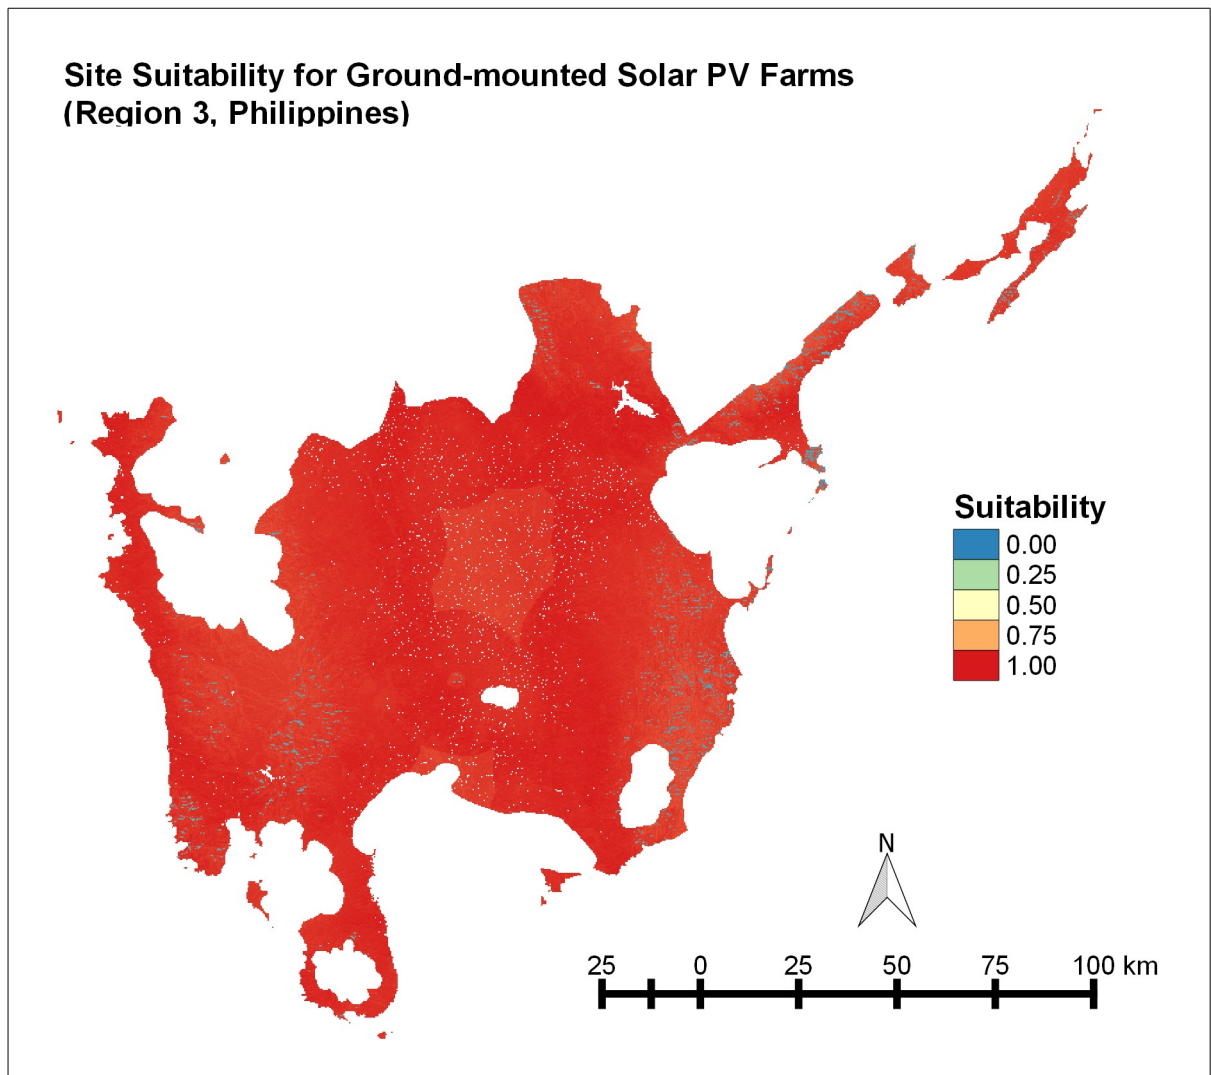 Site Suitability for Ground-mounted Solar PV Farms
(Region 3, Philippines)
Suitability
0.00
0.25
0.50
0.75
1.00
N
25 0 25 50 75 100 km